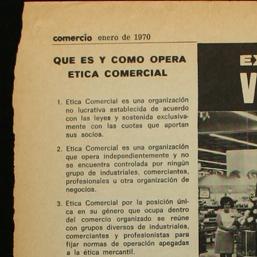 comercio enero de 1970
QUE ES Y COMO OPERA
ETICA COMERCIAL
1. Etica Comercial es una organización
no lucrativa establecida de acuerdo
con las leyes y sostenida exclusiva-
mente con las cuotas que aportan
sus socios.
2. Etica Comercial es una organización
que opera independientemente y no
se encuentra controlada por ningún
grupo de industriales, comerciantes,
profesionales u otra organización de
negocios.
3. Etica Comercial por la posición úni-
ca en su género que ocupa dentro
del comercio organizado se reúne
con grupos diversos de industriales,
comerciantes y profesionistas para
fijar normas de operación apegadas
a la ética mercantil.
EX
V